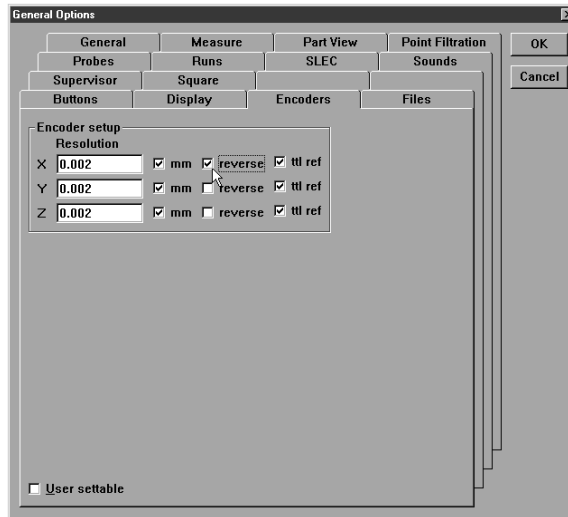 General Options
General Measure Part View Point Filtration OK
Probes Runs SLEC Sounds
Supervisor Square Cancel
Buttons Display Encoders Files
Encoder setup
Resolution
X 0.002 mm reverse ttl ref
Y 0.002 mm reverse ttl ref
Z 0.002 mm reverse ttl ref
User settable